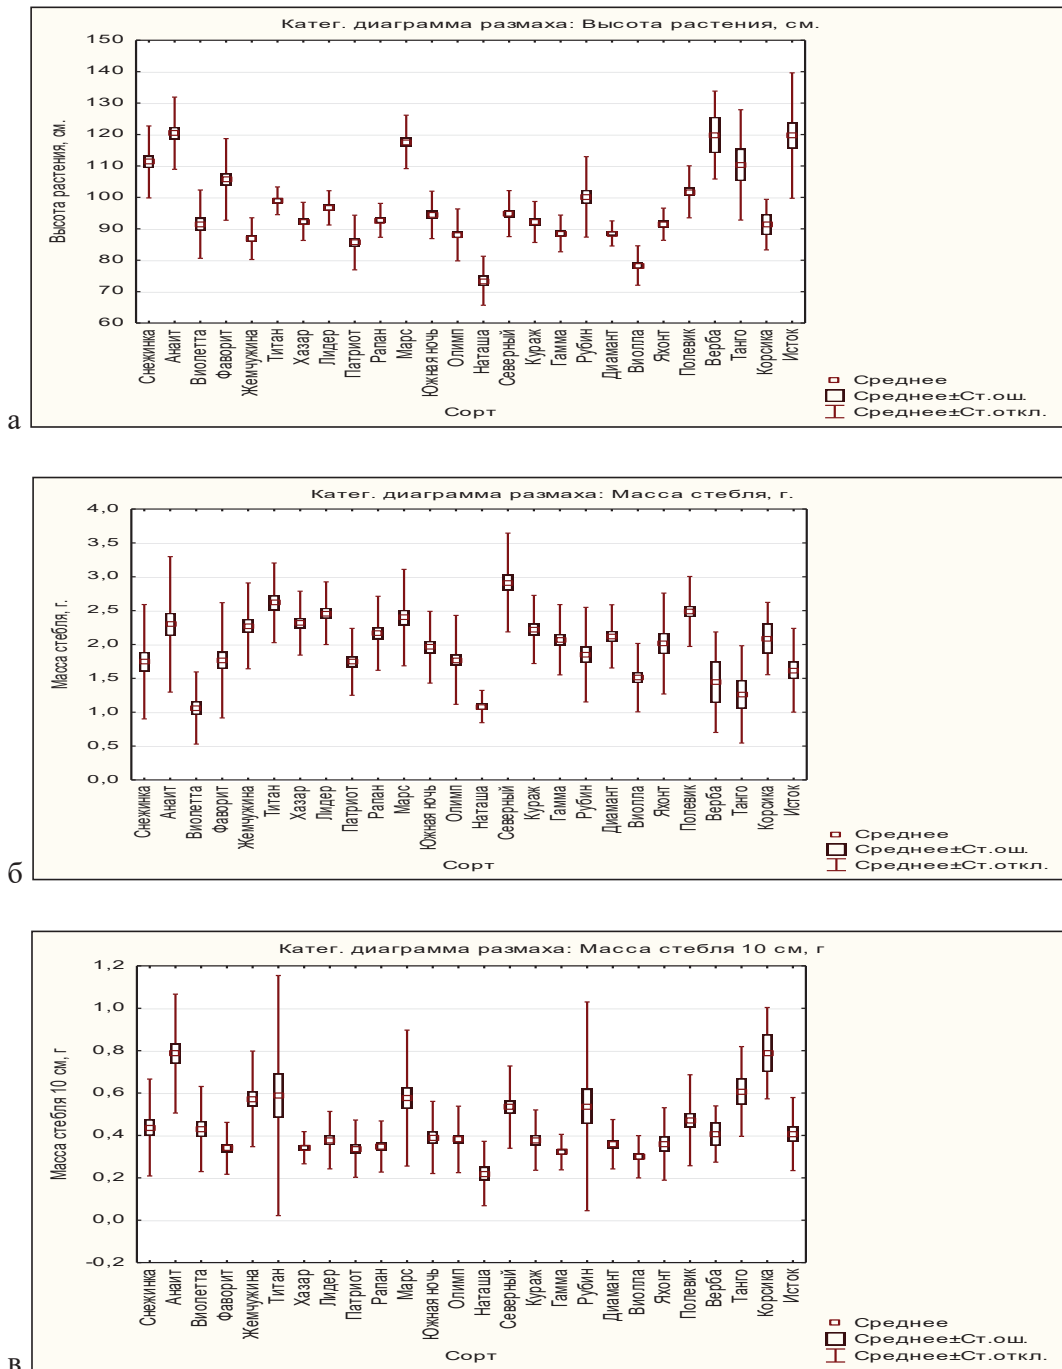 Катег. диаграмма размаха: Высота растения, см.
150
140
130
120
110
100
90
80
70
60
Высота растения, см.
Снежинка
Анаит
Виолетта
Фаворит
Жемчужина
Титан
Хазар
Лидер
Патриот
Рапан
Марс
Южная ночь
Олимп
Наташа
Северный
Кураж
Гамма
Рубин
Диамант
Виолла
Яхонт
Полевик
Верба
Танго
Корсика
Исток
Сорт
Среднее
Среднее±Ст.ош.
Среднее±Ст.откл.
а
Катег. диаграмма размаха: Масса стебля, г.
4,0
3,5
3,0
2,5
2,0
1,5
1,0
0,5
0,0
Масса стебля, г.
Снежинка
Анаит
Виолетта
Фаворит
Жемчужина
Титан
Хазар
Лидер
Патриот
Рапан
Марс
Южная ночь
Олимп
Наташа
Северный
Кураж
Гамма
Рубин
Диамант
Виолла
Яхонт
Полевик
Верба
Танго
Корсика
Исток
Сорт
Среднее
Среднее±Ст.ош.
Среднее±Ст.откл.
б
Катег. диаграмма размаха: Масса стебля 10 см, г
1,2
1,0
0,8
0,6
0,4
0,2
0,0
-0,2
Масса стебля 10 см, г
Снежинка
Анаит
Виолетта
Фаворит
Жемчужина
Титан
Хазар
Лидер
Патриот
Рапан
Марс
Южная ночь
Олимп
Наташа
Северный
Кураж
Гамма
Рубин
Диамант
Виолла
Яхонт
Полевик
Верба
Танго
Корсика
Исток
Сорт
Среднее
Среднее±Ст.ош.
Среднее±Ст.откл.
в